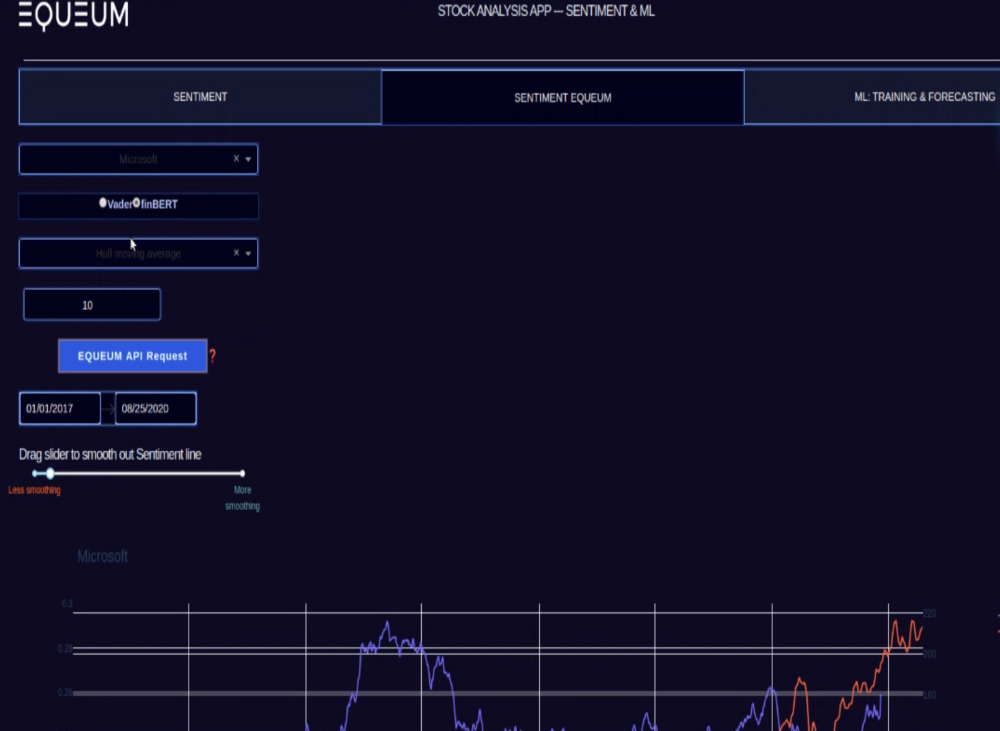 EQUEUM
STOCK ANALYSIS APP — SENTIMENT & ML
SENTIMENT
SENTIMENT EQUEUM
ML: TRAINING & FORECASTING
Microsoft
Vader finBERT
Hull moving average
10
EQUEUM API Request ?
01/01/2017
08/25/2020
Drag slider to smooth out Sentiment line
Less smoothing
More
smoothing
Microsoft
0.3
220
0.28
200
0.26
180